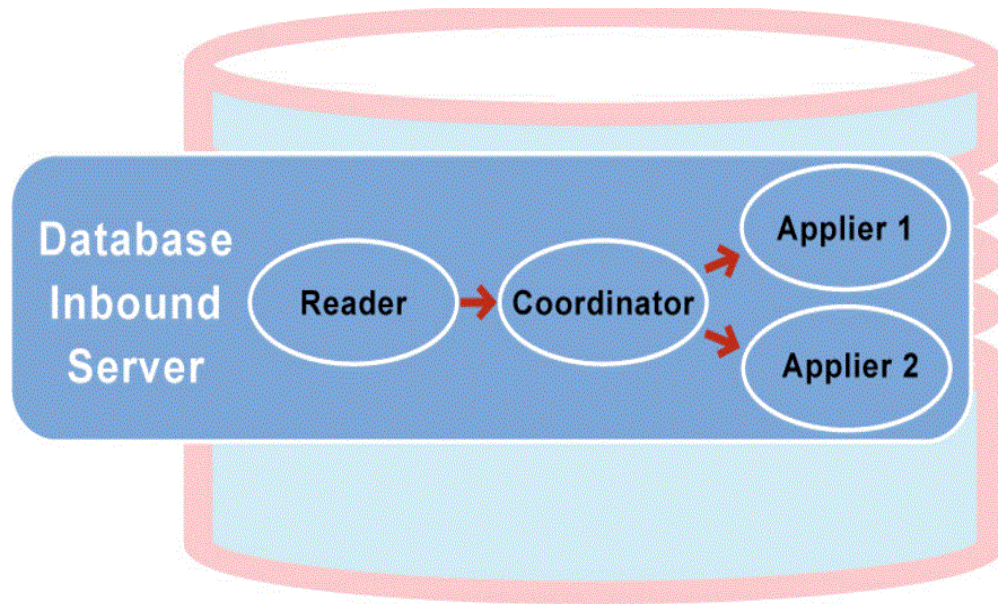 Database
Inbound
Server
Reader
Coordinator
Applier 1
Applier 2